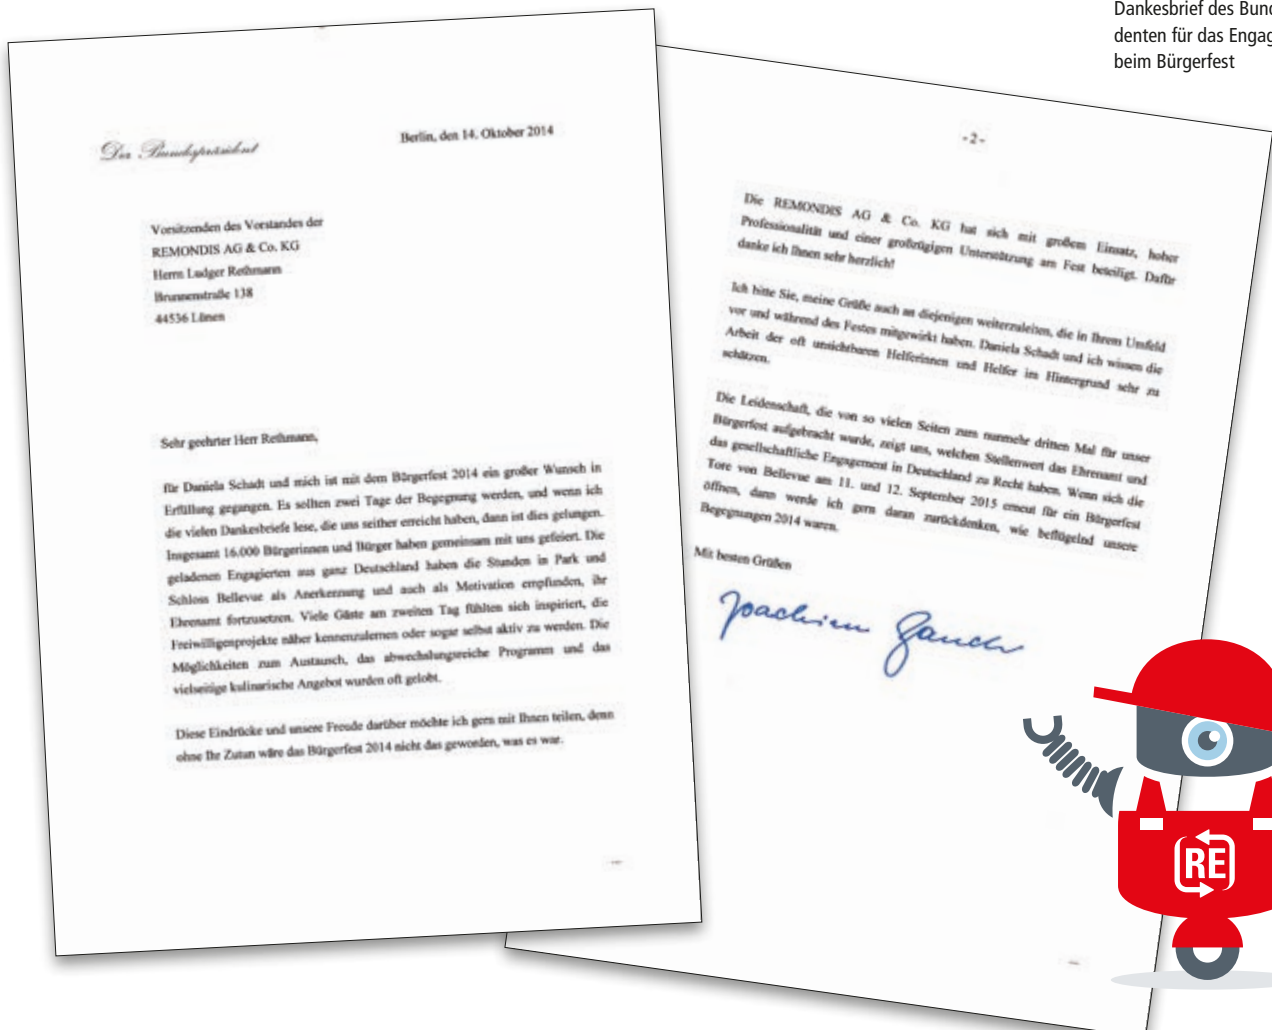 Dankesbrief des Bun
denten für das Engag
beim Bürgerfest
Der Bundespräsident
Berlin, den 14. Oktober 2014
Vorsitzenden des Vorstandes der
REMONDIS AG & Co. KG
Herrn Ludger Rethmann
Brunnenstraße 138
44536 Lünen
Sehr geehrter Herr Rethmann,
für Daniela Schadt und mich ist mit dem Bürgerfest 2014 ein großer Wunsch in
Erfüllung gegangen. Es sollten zwei Tage der Begegnung werden, und wenn ich
die vielen Dankesbriefe lese, die uns seither erreicht haben, dann ist dies gelungen.
Insgesamt 16.000 Bürgerinnen und Bürger haben gemeinsam mit uns gefeiert. Die
geladenen Engagierten aus ganz Deutschland haben die Stunden in Park und
Schloss Bellevue als Anerkennung und auch als Motivation empfunden, ihr
Ehrenamt fortzusetzen. Viele Gäste am zweiten Tag fühlten sich inspiriert, die
Freiwilligenprojekte näher kennenzulernen oder sogar selbst aktiv zu werden. Die
Möglichkeiten zum Austausch, das abwechslungsreiche Programm und das
vielseitige kulinarische Angebot wurden oft gelobt.
Diese Eindrücke und unsere Freude darüber möchte ich gern mit Ihnen teilen, denn
ohne Ihr Zutun wäre das Bürgerfest 2014 nicht das geworden, was es war.
- 2 -
Die REMONDIS AG & Co. KG hat sich mit großem Einsatz, hoher
Professionalität und einer großzügigen Unterstützung am Fest beteiligt. Dafür
danke ich Ihnen sehr herzlich!
Ich bitte Sie, meine Grüße auch an diejenigen weiterzuleiten, die in Ihrem Umfeld
vor und während des Festes mitgewirkt haben. Daniela Schadt und ich wissen die
Arbeit der oft unsichtbaren Helferinnen und Helfer im Hintergrund sehr zu
schätzen.
Die Leidenschaft, die von so vielen Seiten zum nunmehr dritten Mal für unser
Bürgerfest aufgebracht wurde, zeigt uns, welchen Stellenwert das Ehrenamt und
das gesellschaftliche Engagement in Deutschland zu Recht haben. Wenn sich die
Tore von Bellevue am 11. und 12. September 2015 erneut für ein Bürgerfest
öffnen, dann werde ich gern daran zurückdenken, wie beflügelnd unsere
Begegnungen 2014 waren.
Mit besten Grüßen
Joachim Gauck
RE